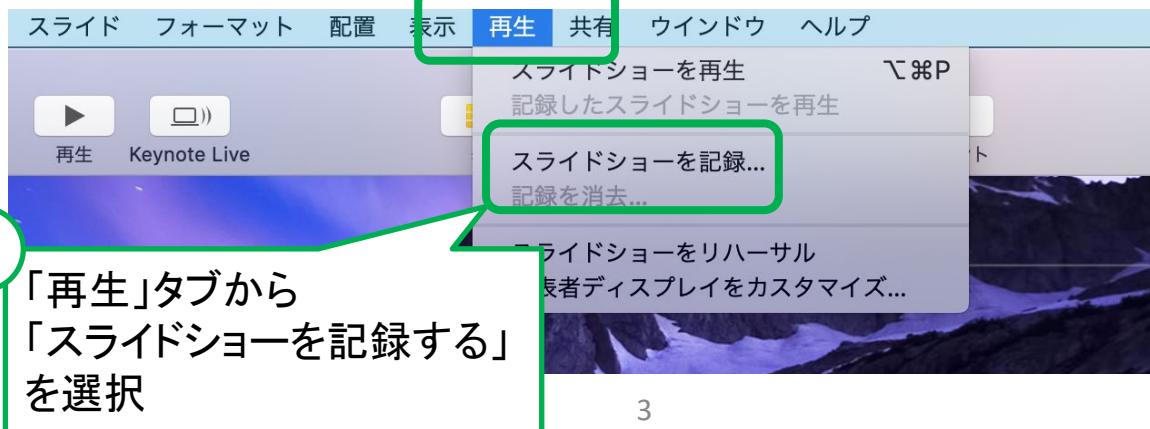 スライド フォーマット 配置 表示 再生 共有 ウインドウ ヘルプ
スライドショーを再生 ⌥⌘P
記録したスライドショーを再生
再生 Keynote Live
スライドショーを記録...
記録を消去...
スライドショーをリハーサル
表者ディスプレイをカスタマイズ...
「再生」タブから
「スライドショーを記録する」
を選択
3